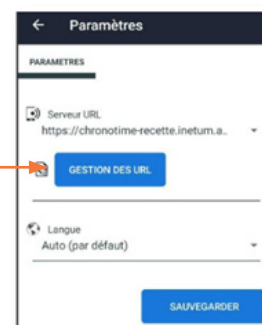 ← Paramètres
PARAMETRES
Serveur URL
https://chronotime-recette.inetum.a..
GESTION DES URL
Langue
Auto (par défaut)
SAUVEGARDER